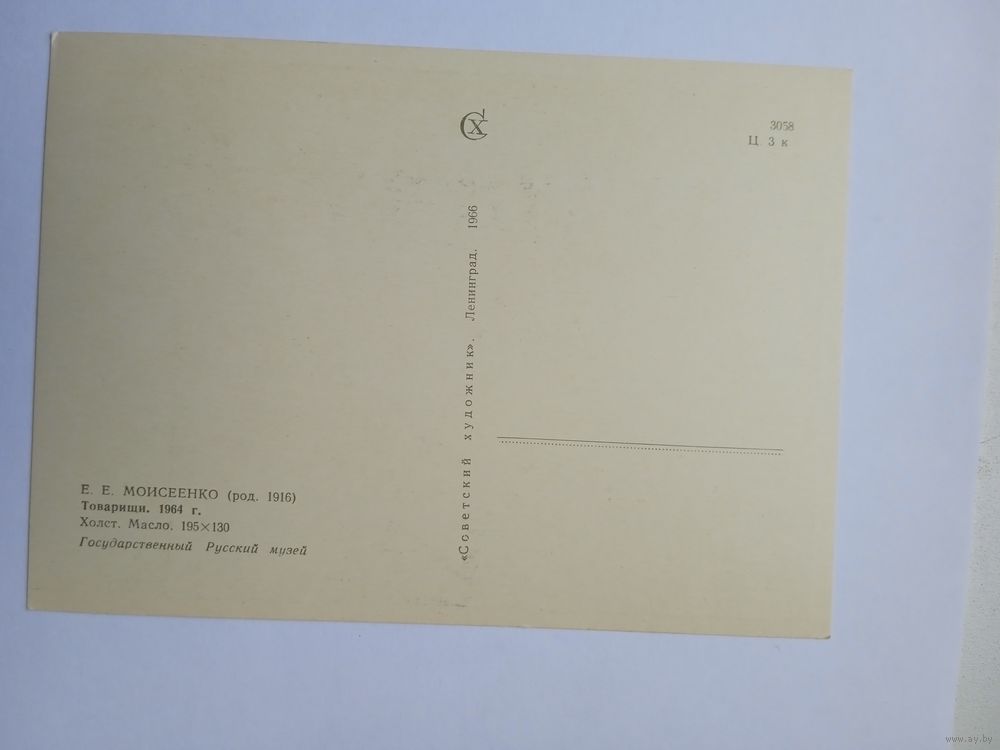 СХ
3058
Ц. 3 к
«Советский художник». Ленинград. 1966
Е. Е. МОИСЕЕНКО (род. 1916)
Товарищи. 1964 г.
Холст. Масло. 195×130
Государственный Русский музей
www.ay.by